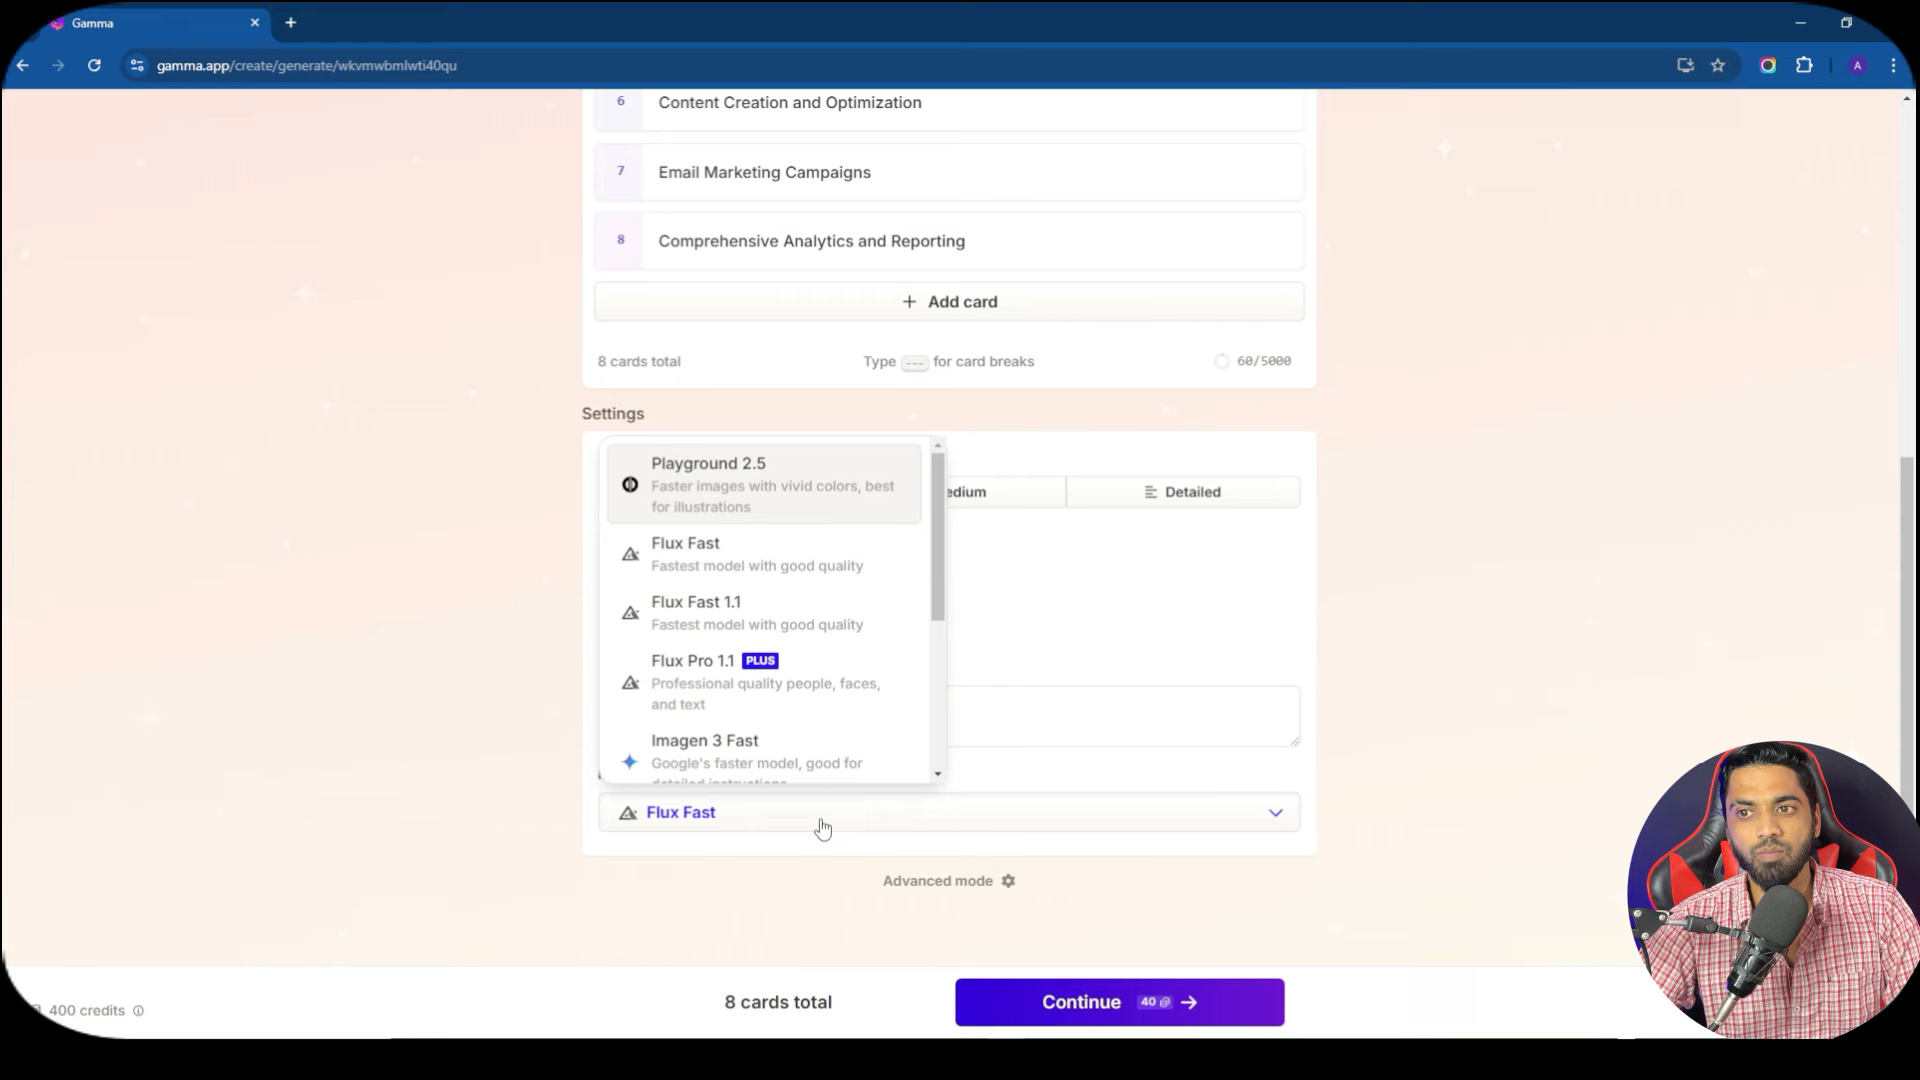 Gamma
gamma.app/create/generate/wkvmwbmlwti40qu
A
6 Content Creation and Optimization
7 Email Marketing Campaigns
8 Comprehensive Analytics and Reporting
+ Add card
8 cards total Type --- for card breaks 60/5000
Settings
Playground 2.5
Faster images with vivid colors, best
for illustrations
edium Detailed
Flux Fast
Fastest model with good quality
Flux Fast 1.1
Fastest model with good quality
Flux Pro 1.1 PLUS
Professional quality people, faces,
and text
Imagen 3 Fast
Google's faster model, good for
detailed instructions
Flux Fast
Advanced mode
400 credits 8 cards total Continue 40